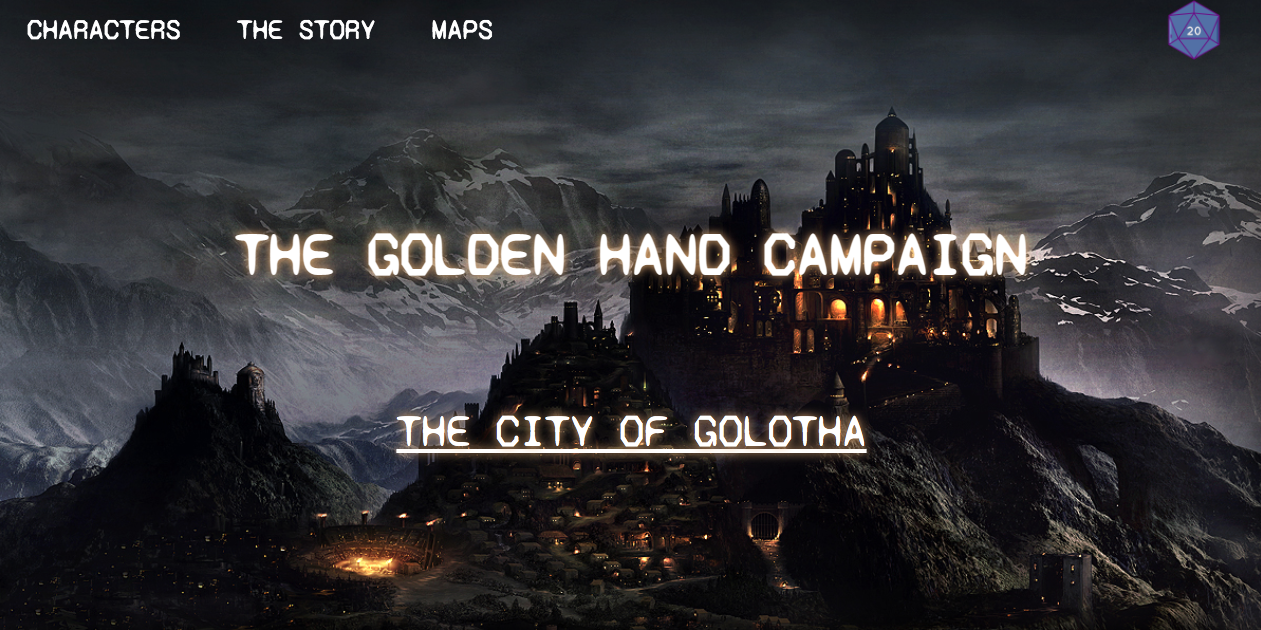 CHARACTERS THE STORY MAPS
20
THE GOLDEN HAND CAMPAIGN
THE CITY OF GOLOTHA